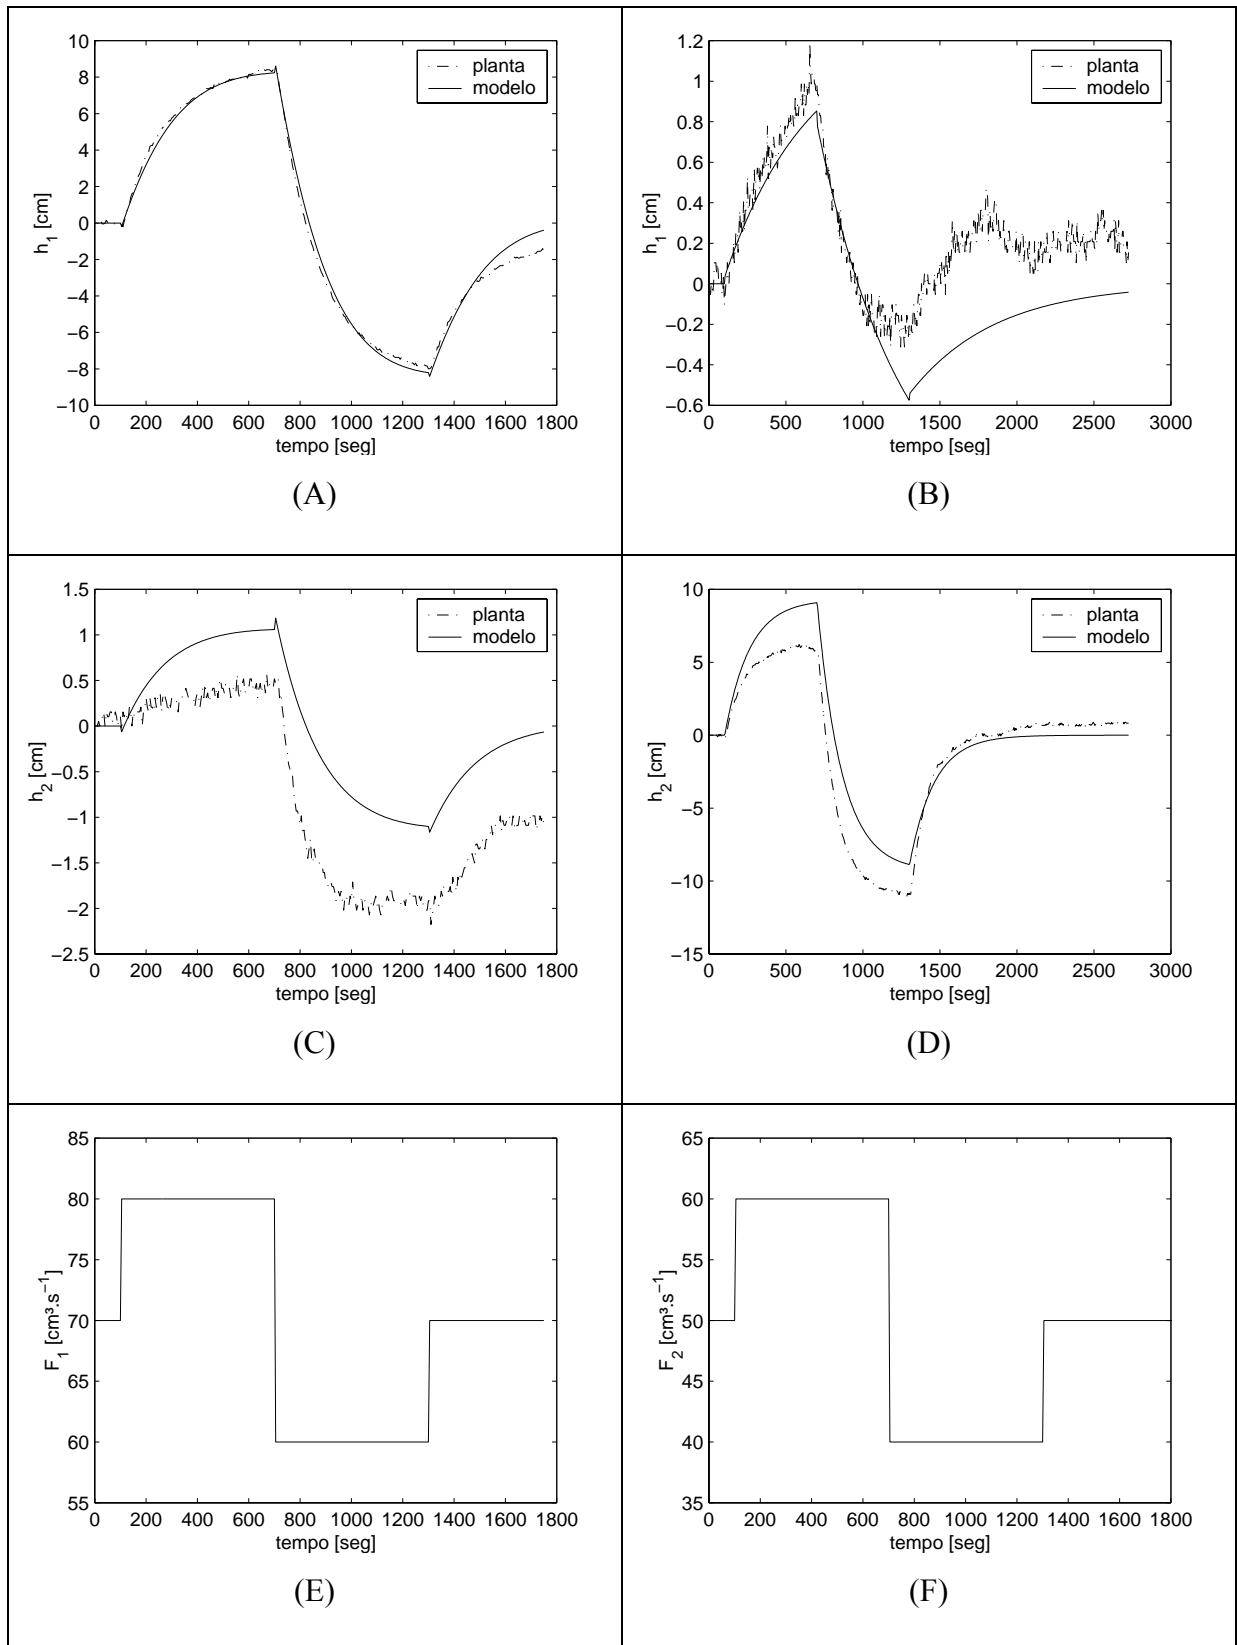 10
8
6
4
2
0
−2
−4
−6
−8
−10
h1 [cm]
planta
modelo
0 200 400 600 800 1000 1200 1400 1600 1800
tempo [seg]
(A)
1.2
1
0.8
0.6
0.4
0.2
0
−0.2
−0.4
−0.6
h1 [cm]
planta
modelo
0 500 1000 1500 2000 2500 3000
tempo [seg]
(B)
1.5
1
0.5
0
−0.5
−1
−1.5
−2
−2.5
h2 [cm]
planta
modelo
0 200 400 600 800 1000 1200 1400 1600 1800
tempo [seg]
(C)
10
5
0
−5
−10
−15
h2 [cm]
planta
modelo
0 500 1000 1500 2000 2500 3000
tempo [seg]
(D)
85
80
75
70
65
60
55
F1 [cm³.s−1]
0 200 400 600 800 1000 1200 1400 1600 1800
tempo [seg]
(E)
65
60
55
50
45
40
35
F2 [cm³.s−1]
0 200 400 600 800 1000 1200 1400 1600 1800
tempo [seg]
(F)